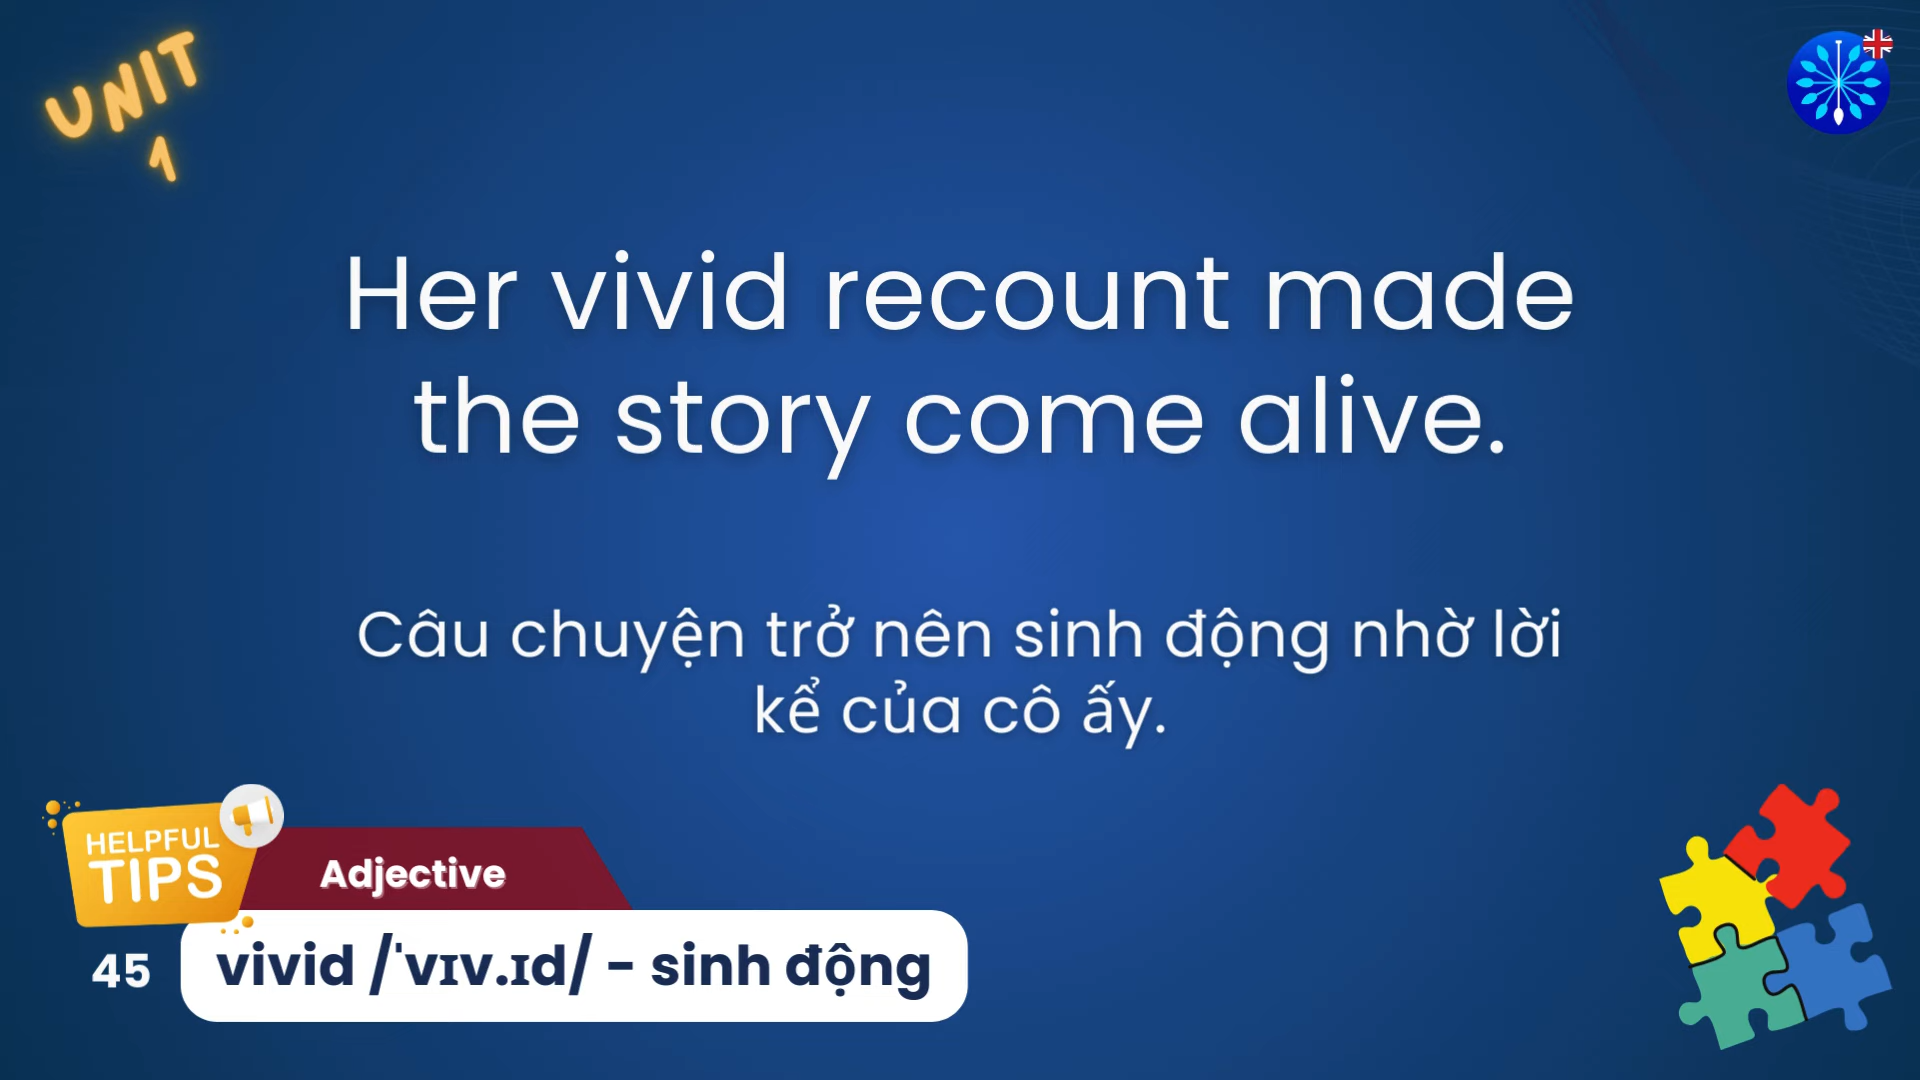 UNIT
1
Her vivid recount made
the story come alive.
Câu chuyện trở nên sinh động nhờ lời
kể của cô ấy.
HELPFUL
TIPS
Adjective
45
vivid /ˈvɪv.ɪd/ - sinh động